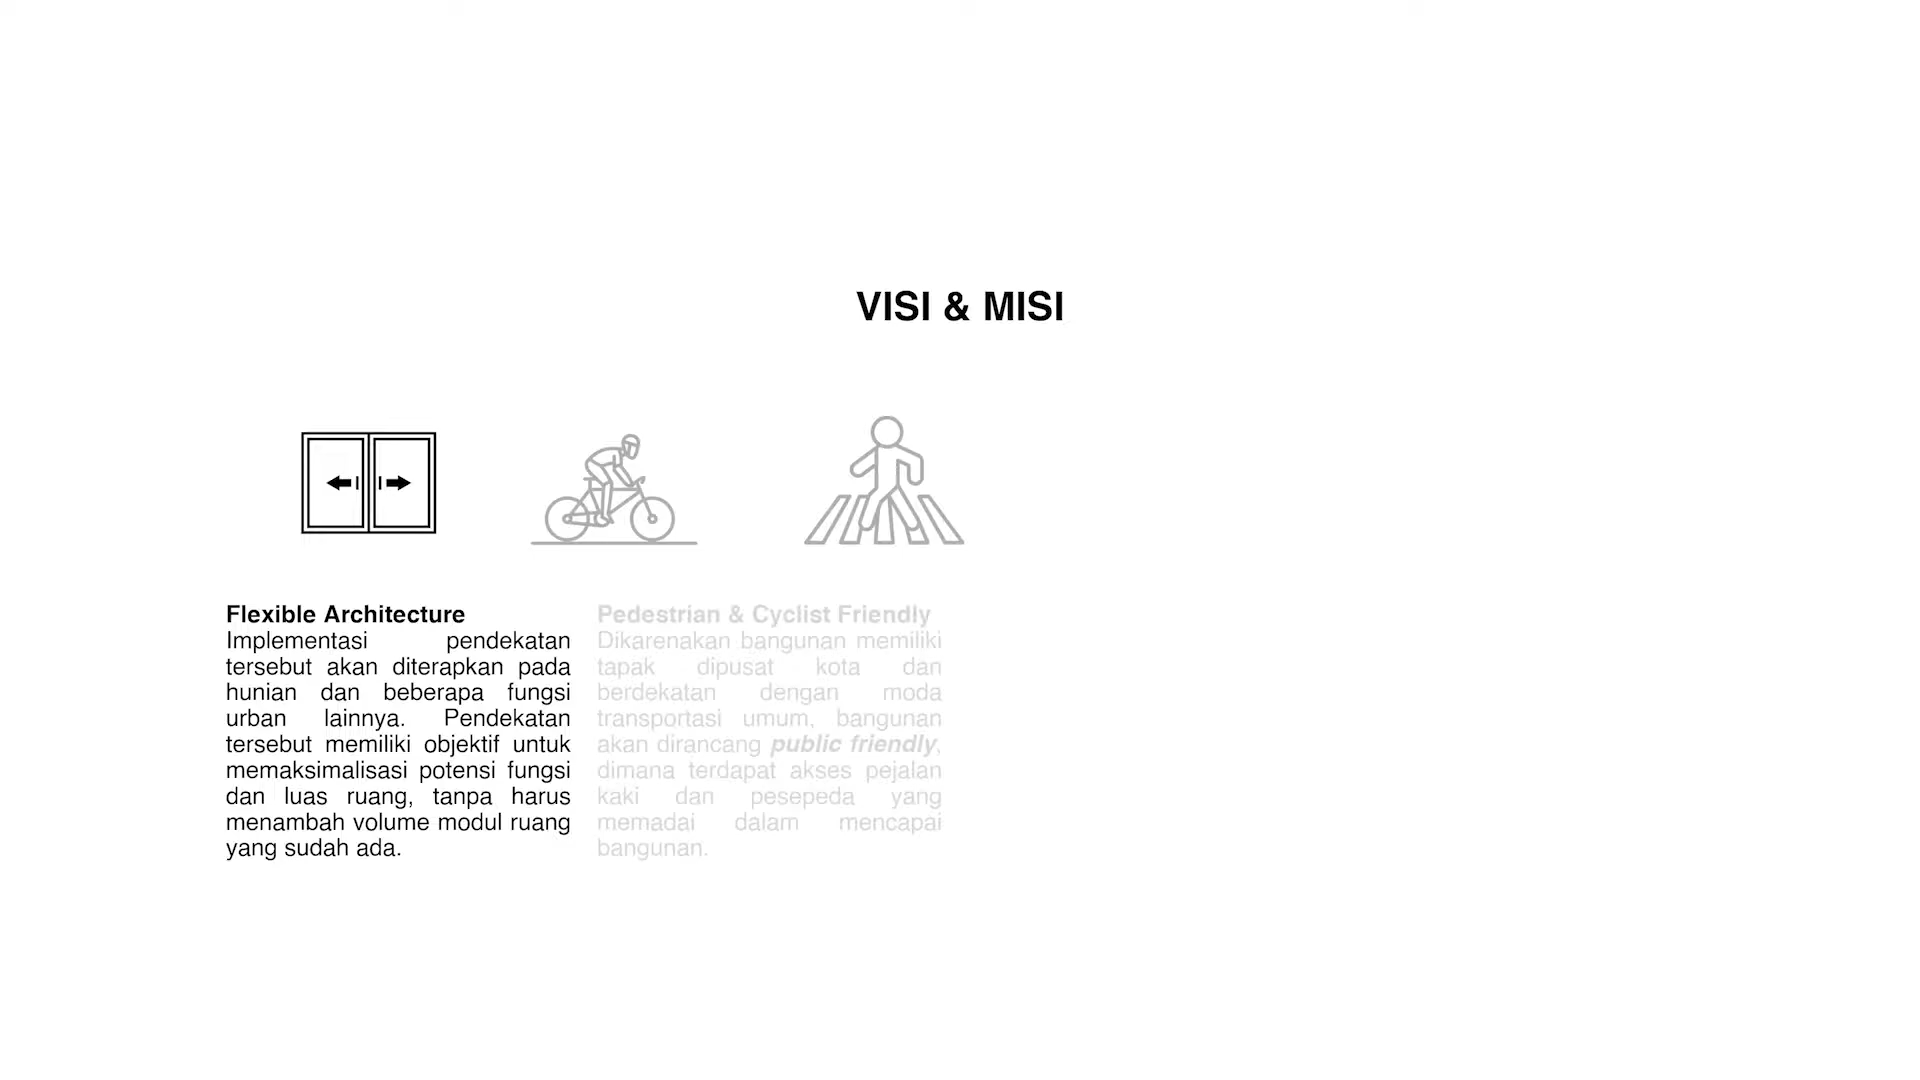 VISI & MISI
Flexible Architecture
Implementasi pendekatan
tersebut akan diterapkan pada
hunian dan beberapa fungsi
urban lainnya. Pendekatan
tersebut memiliki objektif untuk
memaksimalisasi potensi fungsi
dan luas ruang, tanpa harus
menambah volume modul ruang
yang sudah ada.
Pedestrian & Cyclist Friendly
Dikarenakan bangunan memiliki
tapak dipusat kota dan
berdekatan dengan moda
transportasi umum, bangunan
akan dirancang public friendly,
dimana terdapat akses pejalan
kaki dan pesepeda yang
memadai dalam mencapai
bangunan.